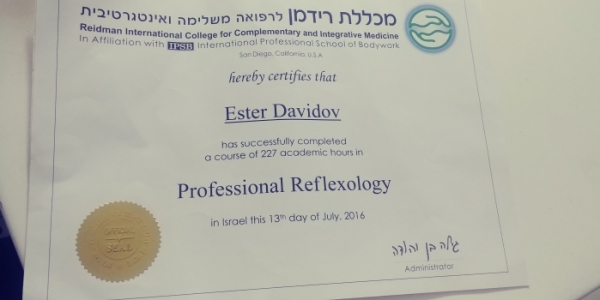 מכללת רידמן לרפואה משלימה ואינטגרטיבית
Reidman International College for Complementary and Integrative Medicine
In Affiliation with IPSB International Professional School of Bodywork
San Diego, California, U.S.A
hereby certifies that
Ester Davidov
has successfully completed
a course of 227 academic hours in
Professional Reflexology
in Israel this 13th day of July, 2016
OFFICIAL
SEAL
Administrator